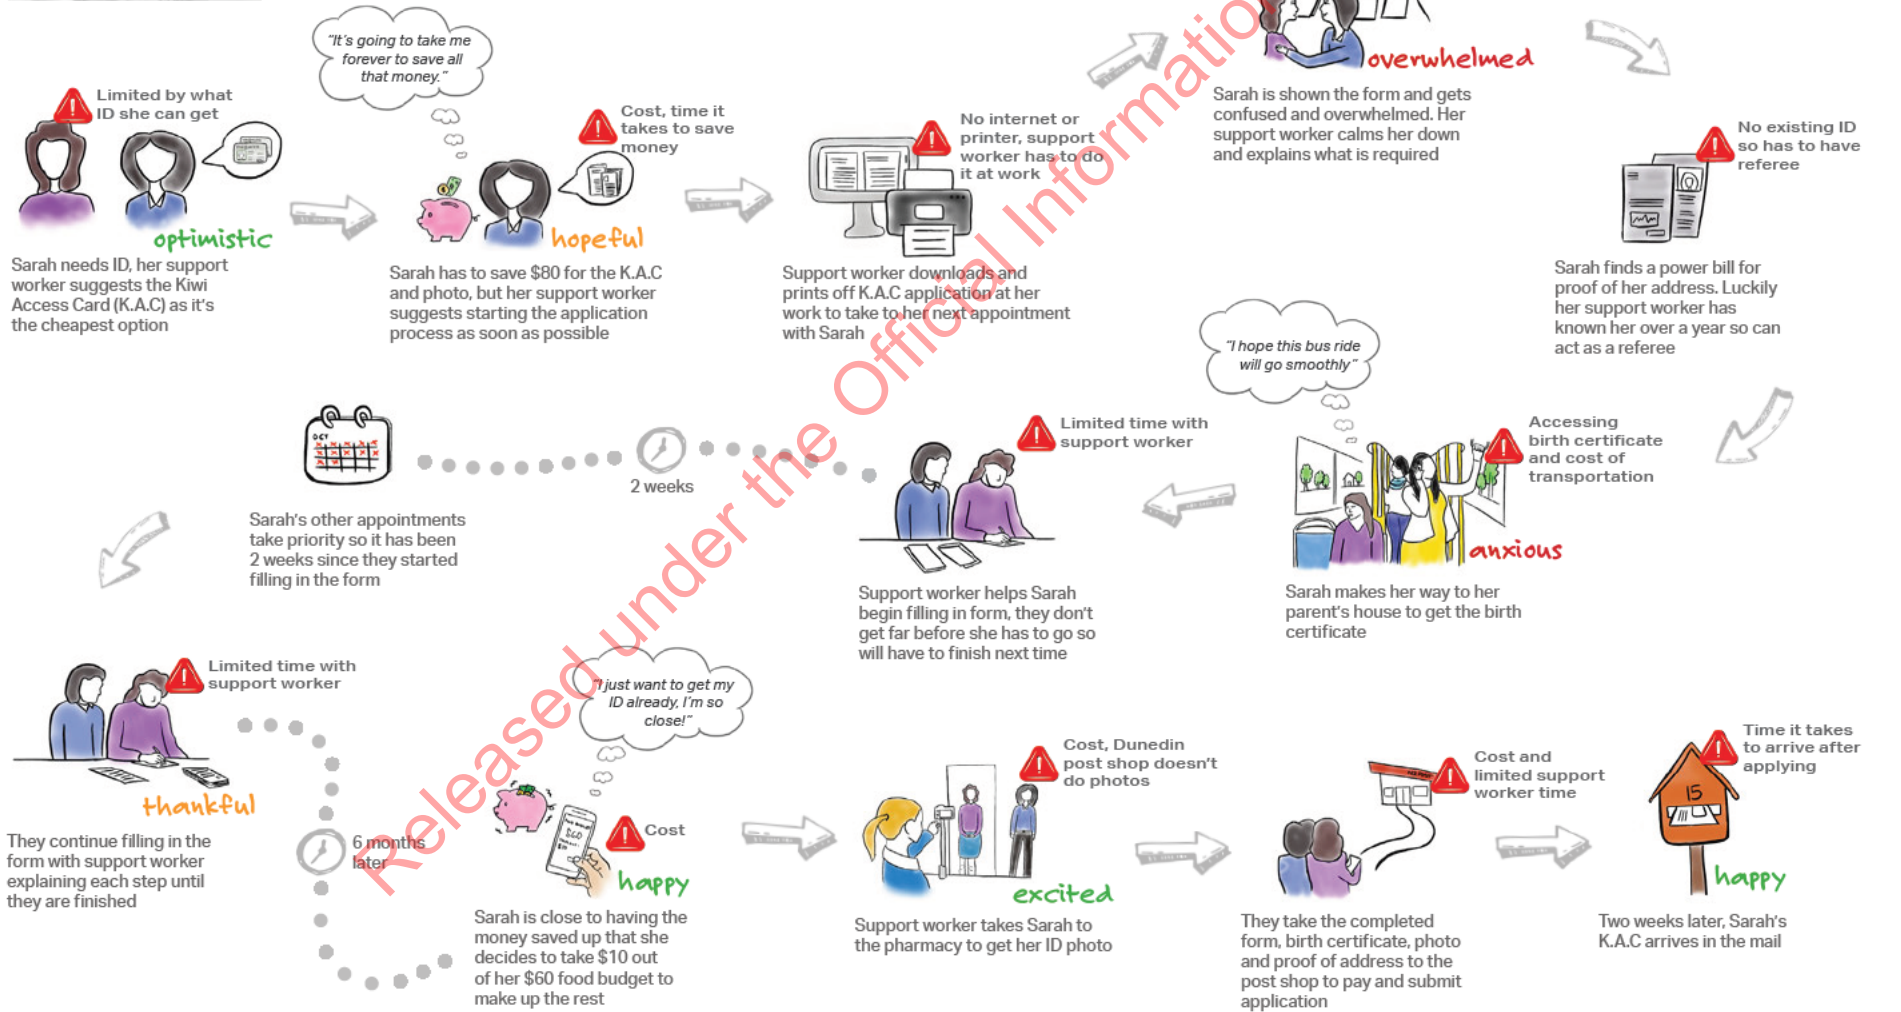 Limited by what
ID she can get
optimistic
Sarah needs ID, her support
worker suggests the Kiwi
Access Card (K.A.C) as it's
the cheapest option
"It's going to take me
forever to save all
that money."
Cost, time it
takes to save
money
hopeful
Sarah has to save $80 for the K.A.C
and photo, but her support worker
suggests starting the application
process as soon as possible
No internet or
printer, support
worker has to do
it at work
Support worker downloads and
prints off K.A.C application at her
work to take to her next appointment
with Sarah
overwhelmed
Sarah is shown the form and gets
confused and overwhelmed. Her
support worker calms her down
and explains what is required
No existing ID
so has to have
referee
Sarah finds a power bill for
proof of her address. Luckily
her support worker has
known her over a year so can
act as a referee
"I hope this bus ride
will go smoothly"
Accessing
birth certificate
and cost of
transportation
anxious
Sarah makes her way to her
parent's house to get the birth
certificate
Limited time with
support worker
Support worker helps Sarah
begin filling in form, they don't
get far before she has to go so
will have to finish next time
2 weeks
OCT
Sarah's other appointments
take priority so it has been
2 weeks since they started
filling in the form
Limited time with
support worker
thankful
They continue filling in the
form with support worker
explaining each step until
they are finished
6 months
later
"I just want to get my
ID already, I'm so
close!"
$60
Cost
happy
Sarah is close to having the
money saved up that she
decides to take $10 out
of her $60 food budget to
make up the rest
Cost, Dunedin
post shop doesn't
do photos
excited
Support worker takes Sarah to
the pharmacy to get her ID photo
Cost and
limited support
worker time
They take the completed
form, birth certificate, photo
and proof of address to the
post shop to pay and submit
application
Time it takes
to arrive after
applying
15
happy
Two weeks later, Sarah's
K.A.C arrives in the mail
Released under the Official Information